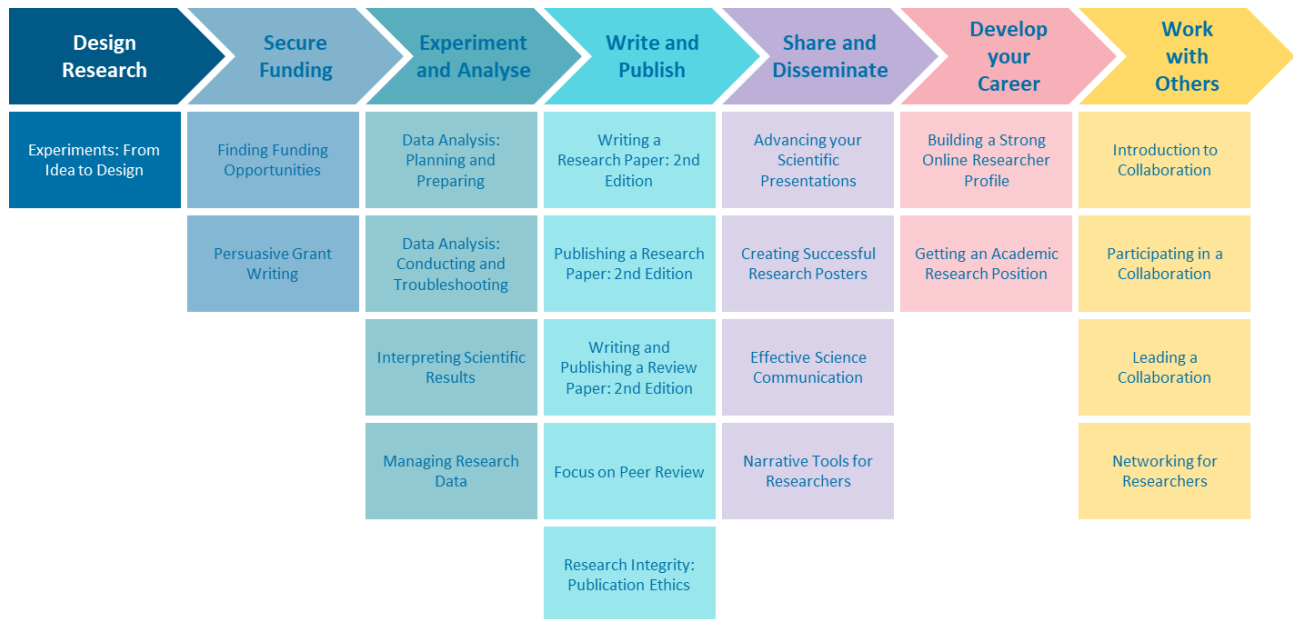 Design
Research
Secure
Funding
Experiment
and Analyse
Write and
Publish
Share and
Disseminate
Develop
your
Career
Work
with
Others
Experiments: From
Idea to Design
Finding Funding
Opportunities
Data Analysis:
Planning and
Preparing
Writing a
Research Paper: 2nd
Edition
Advancing your
Scientific
Presentations
Building a Strong
Online Researcher
Profile
Introduction to
Collaboration
Persuasive Grant
Writing
Data Analysis:
Conducting and
Troubleshooting
Publishing a Research
Paper: 2nd Edition
Creating Successful
Research Posters
Getting an Academic
Research Position
Participating in a
Collaboration
Interpreting Scientific
Results
Writing and
Publishing a Review
Paper: 2nd Edition
Effective Science
Communication
Leading a
Collaboration
Managing Research
Data
Focus on Peer Review
Narrative Tools for
Researchers
Networking for
Researchers
Research Integrity:
Publication Ethics